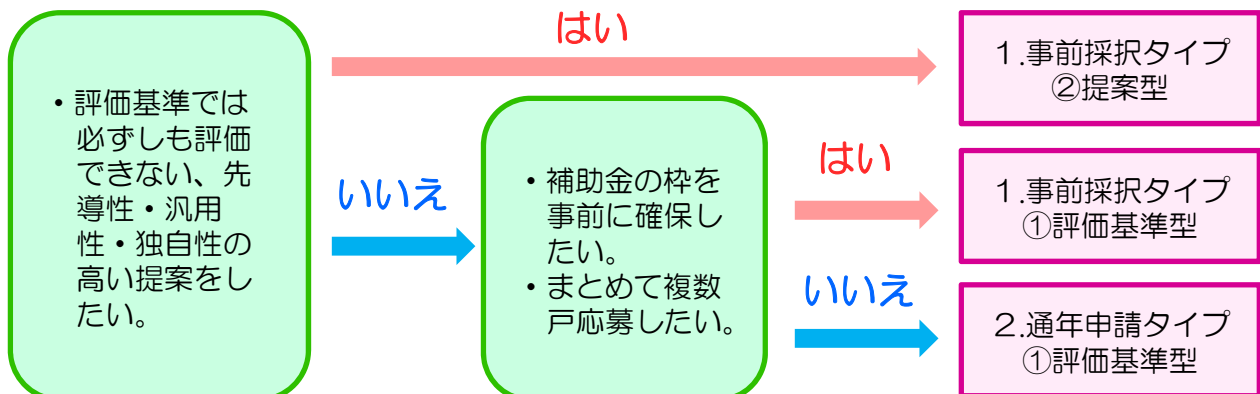 ・評価基準では
必ずしも評価
できない、先
導性・汎用
性・独自性の
高い提案をし
たい。
はい
１.事前採択タイプ
②提案型
いいえ
・補助金の枠を
事前に確保し
たい。
・まとめて複数
戸応募したい。
はい
１.事前採択タイプ
①評価基準型
いいえ
２.通年申請タイプ
①評価基準型